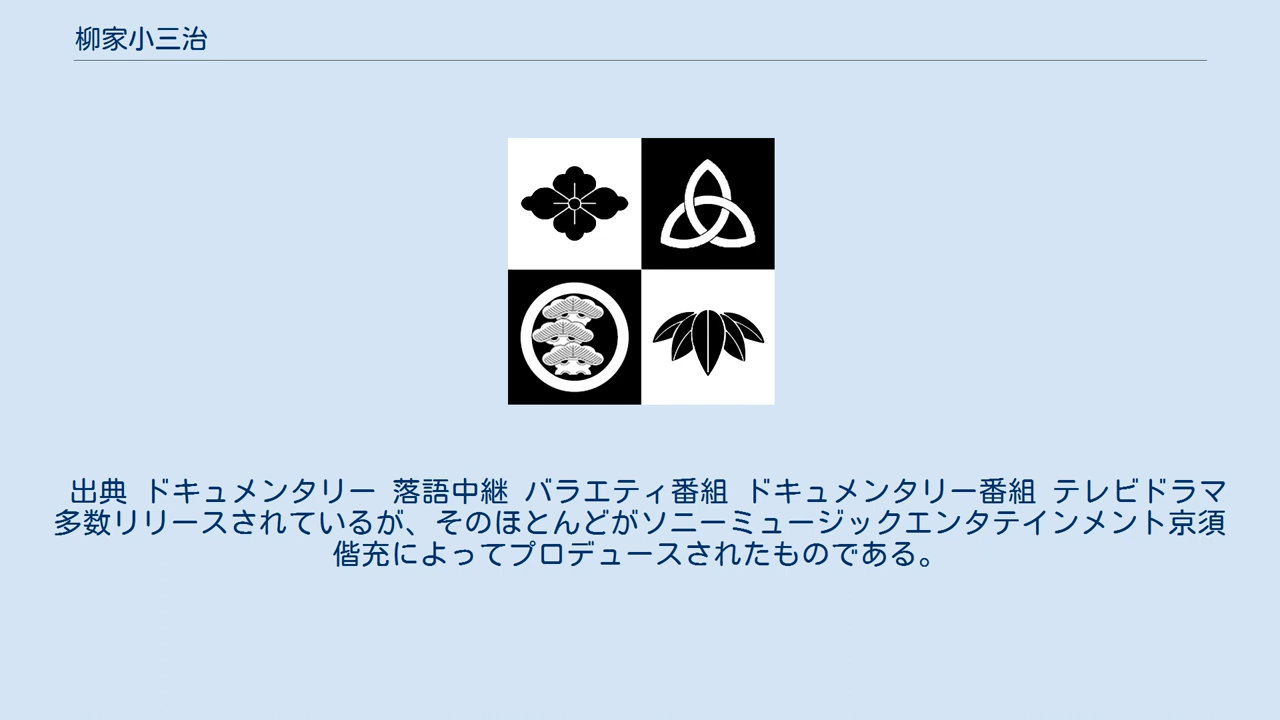 柳家小三治
出典 ドキュメンタリー 落語中継 バラエティ番組 ドキュメンタリー番組 テレビドラマ
多数リリースされているが、そのほとんどがソニーミュージックエンタテインメント京須
偕充によってプロデュースされたものである。